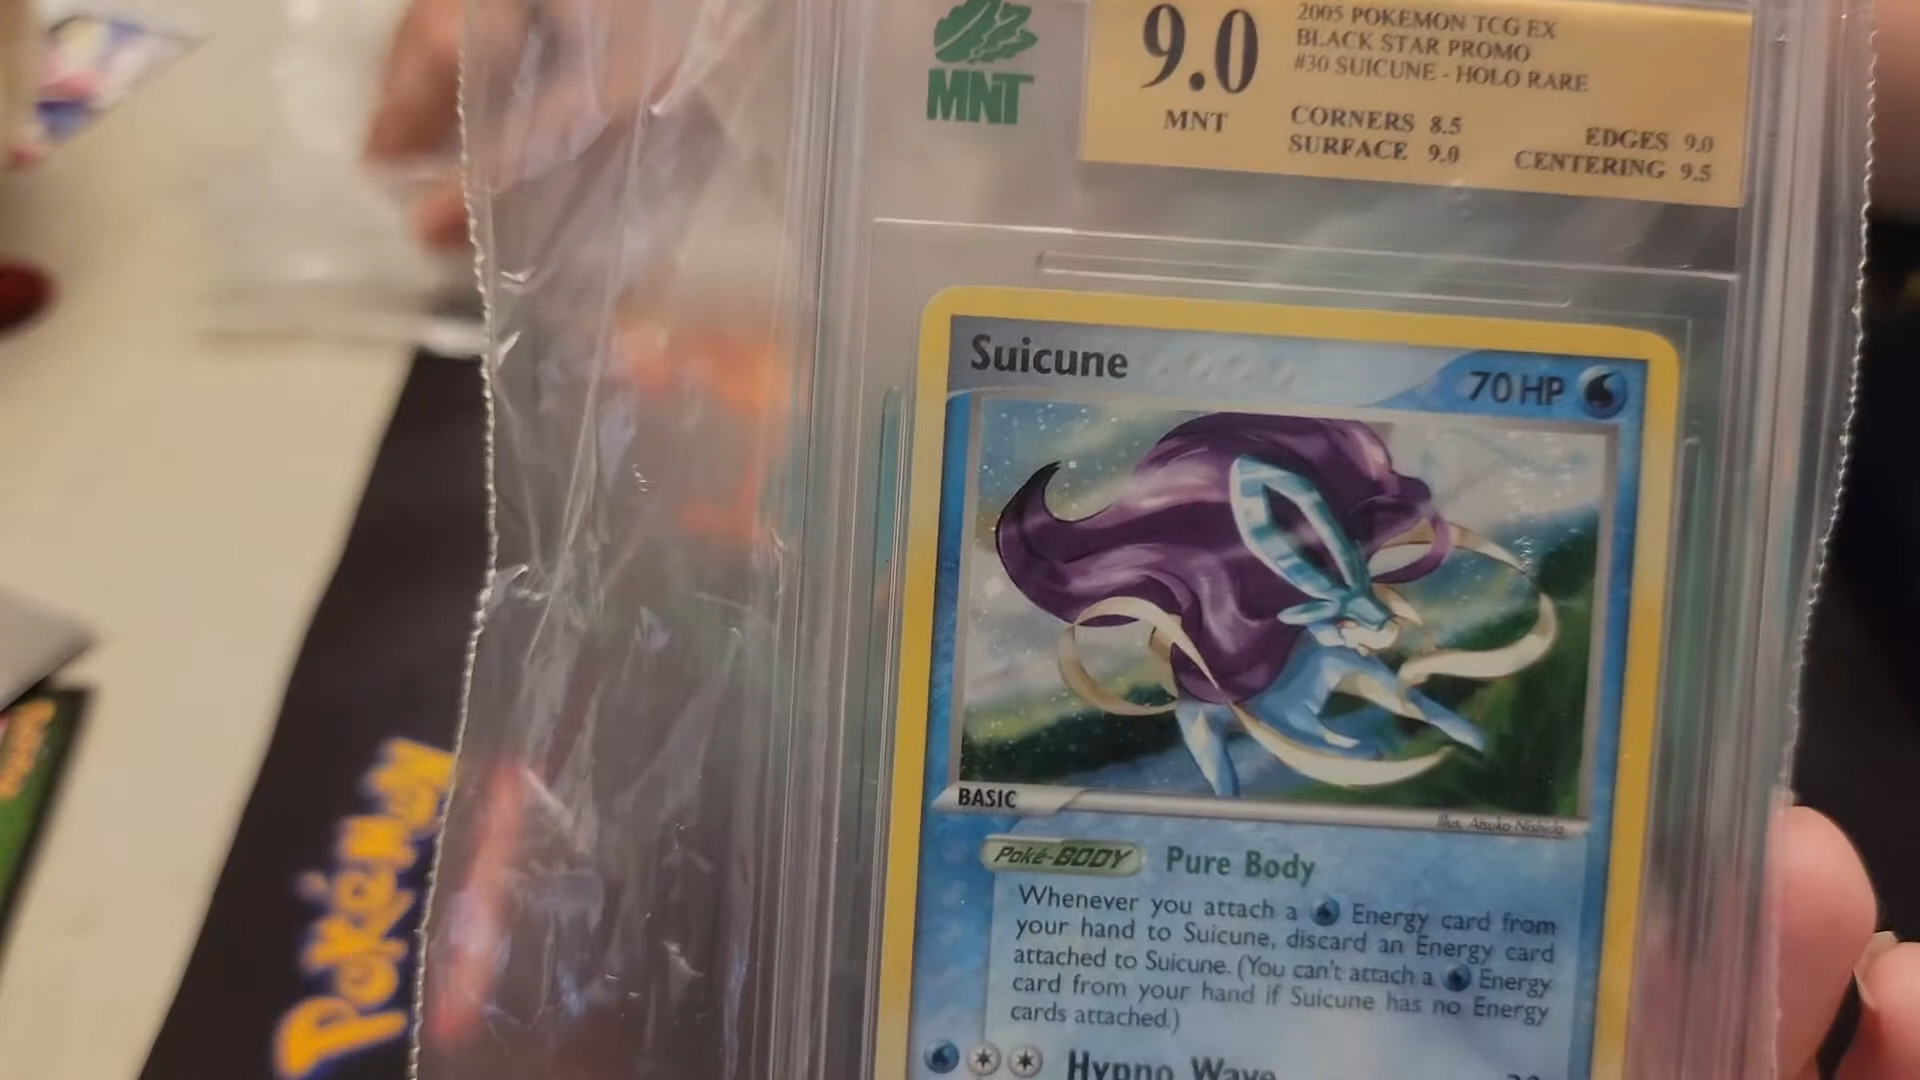 MNT
9.0
MNT
2005 POKEMON TCG EX
BLACK STAR PROMO
#30 SUICUNE - HOLO RARE
CORNERS 8.5
EDGES 9.0
SURFACE 9.0
CENTERING 9.5
Suicune
70 HP
BASIC
Illus. Atsuko Nishida
Poké-BODY Pure Body
Whenever you attach a Energy card from
your hand to Suicune, discard an Energy card
attached to Suicune. (You can't attach a Energy
card from your hand if Suicune has no Energy
cards attached.)
Hypno Wave
Pokémon